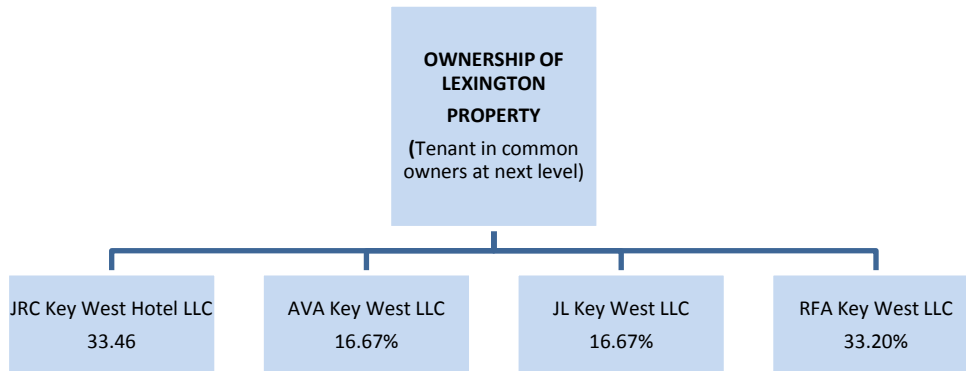 OWNERSHIP OF
LEXINGTON
PROPERTY
(Tenant in common
owners at next level)
JRC Key West Hotel LLC
33.46
AVA Key West LLC
16.67%
JL Key West LLC
16.67%
RFA Key West LLC
33.20%